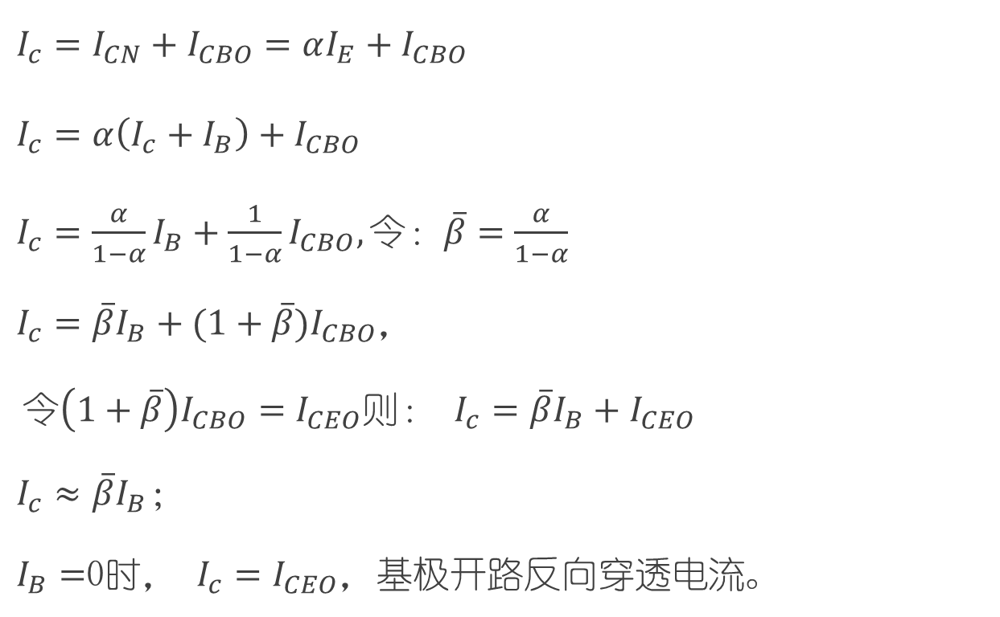 $I_c = I_{CN} + I_{CBO} = \alpha I_E + I_{CBO}$
$I_c = \alpha(I_c + I_B) + I_{CBO}$
$I_c = \frac{\alpha}{1-\alpha} I_B + \frac{1}{1-\alpha} I_{CBO}$,令：$\bar{\beta} = \frac{\alpha}{1-\alpha}$
$I_c = \bar{\beta} I_B + (1 + \bar{\beta}) I_{CBO}$，
令$(1 + \bar{\beta}) I_{CBO} = I_{CEO}$则： $I_c = \bar{\beta} I_B + I_{CEO}$
$I_c \approx \bar{\beta} I_B$；
$I_B$ =0时， $I_c = I_{CEO}$，基极开路反向穿透电流。